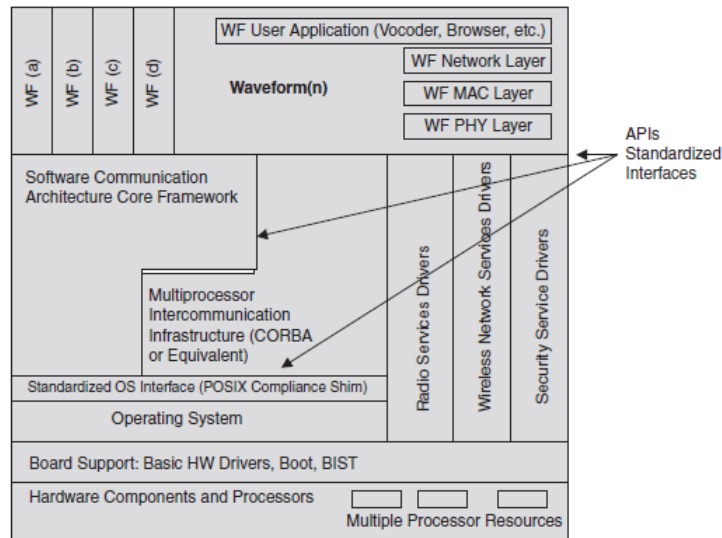 WF (a)
WF (b)
WF (c)
WF (d)
WF User Application (Vocoder, Browser, etc.)
Waveform(n)
WF Network Layer
WF MAC Layer
WF PHY Layer
APIs
Standardized
Interfaces
Software Communication
Architecture Core Framework
Multiprocessor
Intercommunication
Infrastructure (CORBA
or Equivalent)
Radio Services Drivers
Wireless Network Services Drivers
Security Service Drivers
Standardized OS Interface (POSIX Compliance Shim)
Operating System
Board Support: Basic HW Drivers, Boot, BIST
Hardware Components and Processors
Multiple Processor Resources